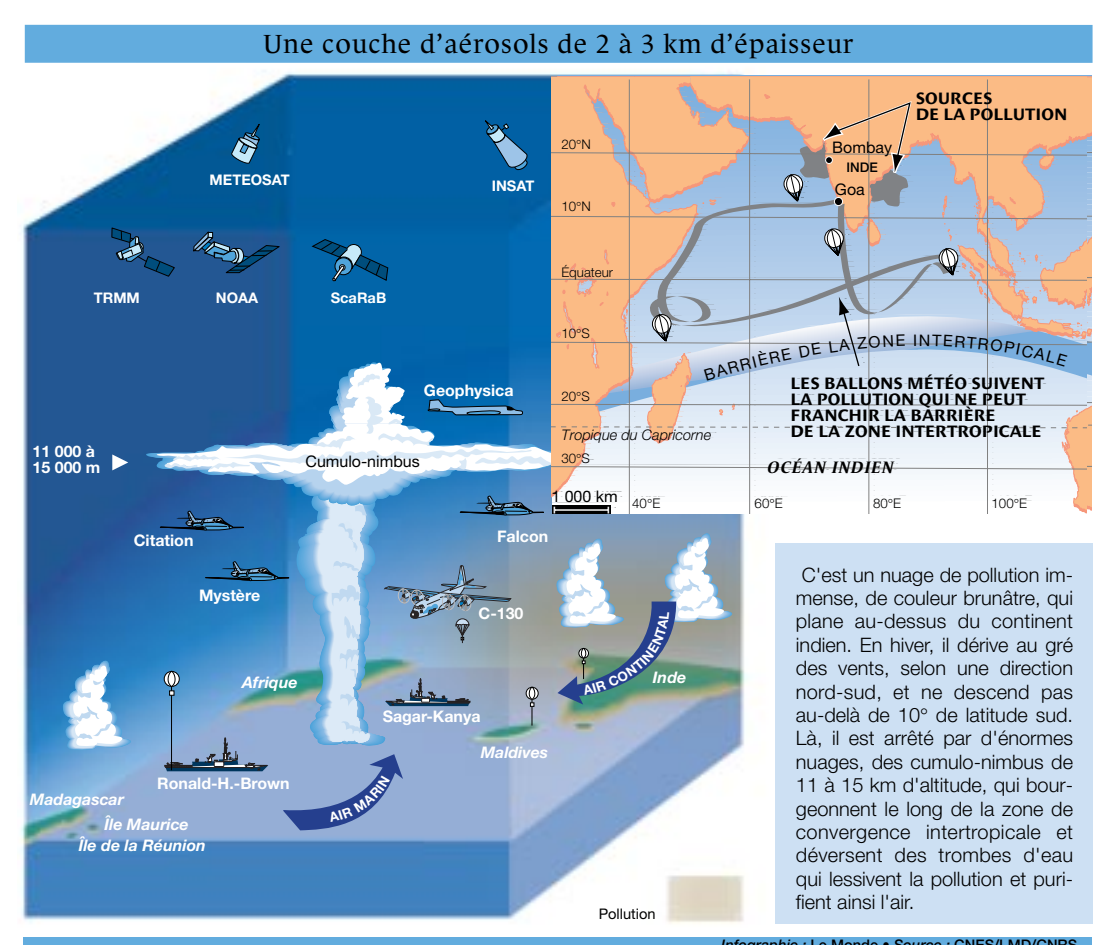 Une couche d'aérosols de 2 à 3 km d'épaisseur
METEOSAT
INSAT
TRMM
NOAA
ScaRaB
Geophysica
11 000 à
15 000 m
Cumulo-nimbus
Citation
Falcon
Mystère
C-130
AIR CONTINENTAL
Afrique
Inde
Sagar-Kanya
Maldives
Ronald-H.-Brown
AIR MARIN
Madagascar
Île Maurice
Île de la Réunion
Pollution
SOURCES
DE LA POLLUTION
20°N
Bombay
INDE
Goa
10°N
Équateur
10°S
BARRIÈRE DE LA ZONE INTERTROPICALE
LES BALLONS MÉTÉO SUIVENT
LA POLLUTION QUI NE PEUT
FRANCHIR LA BARRIÈRE
DE LA ZONE INTERTROPICALE
20°S
Tropique du Capricorne
30°S
OCÉAN INDIEN
1 000 km
40°E
60°E
80°E
100°E
C'est un nuage de pollution im-
mense, de couleur brunâtre, qui
plane au-dessus du continent
indien. En hiver, il dérive au gré
des vents, selon une direction
nord-sud, et ne descend pas
au-delà de 10° de latitude sud.
Là, il est arrêté par d'énormes
nuages, des cumulo-nimbus de
11 à 15 km d'altitude, qui bour-
geonnent le long de la zone de
convergence intertropicale et
déversent des trombes d'eau
qui lessivent la pollution et puri-
fient ainsi l'air.
Infographie : Le Monde • Source : CNES/LMD/CNRS